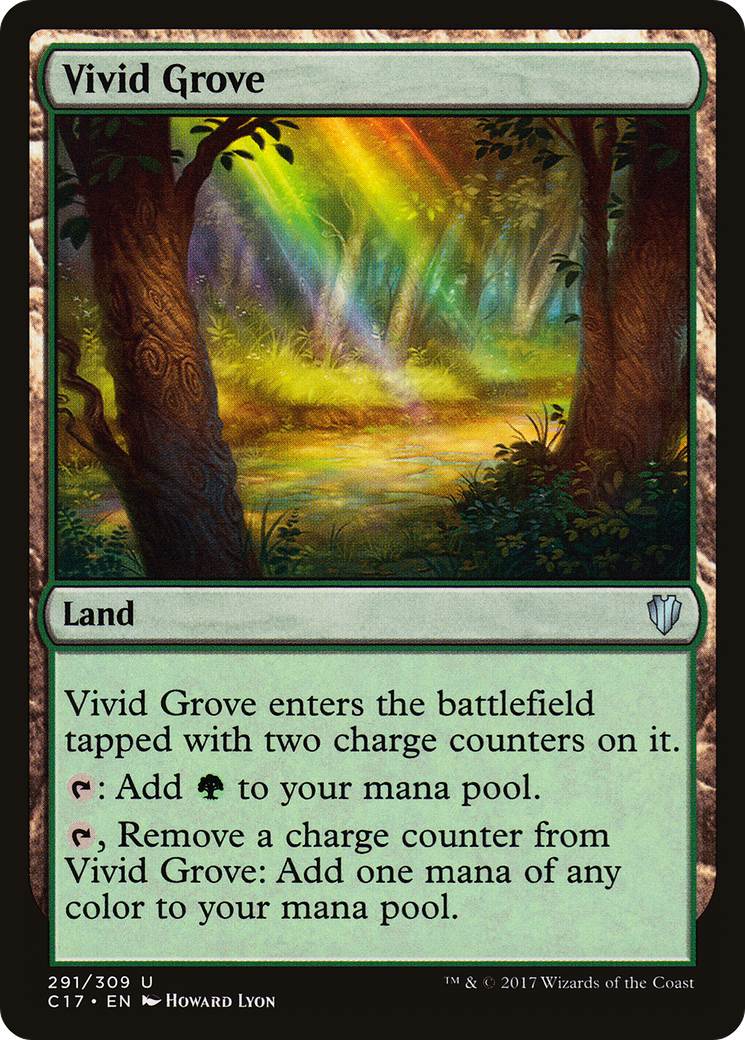 Vivid Grove
Land
Vivid Grove enters the battlefield
tapped with two charge counters on it.
: Add to your mana pool.
, Remove a charge counter from
Vivid Grove: Add one mana of any
color to your mana pool.
291/309 U
C17 • EN Howard Lyon
™ & © 2017 Wizards of the Coast